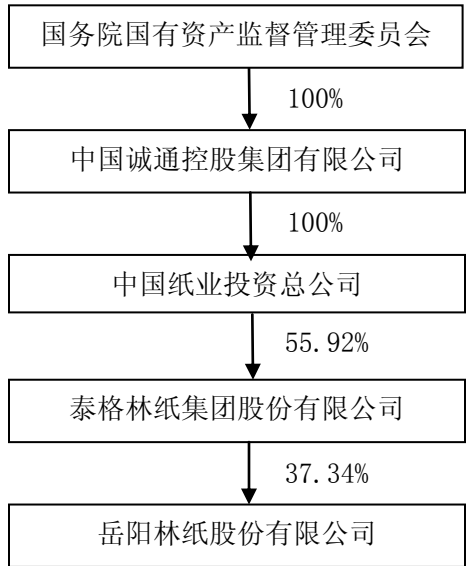 国务院国有资产监督管理委员会
100%
中国诚通控股集团有限公司
100%
中国纸业投资总公司
55.92%
泰格林纸集团股份有限公司
37.34%
岳阳林纸股份有限公司